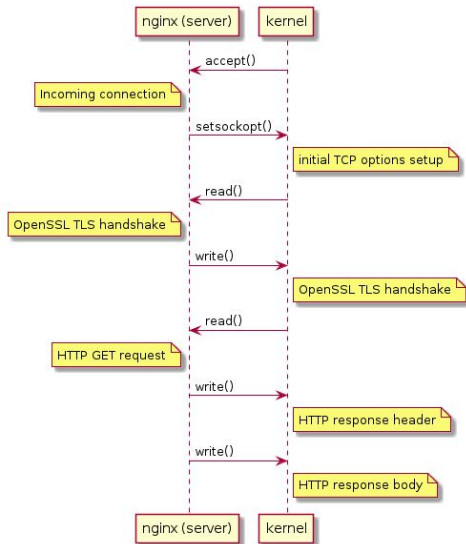 nginx (server) kernel
accept()
Incoming connection
setsockopt()
initial TCP options setup
read()
OpenSSL TLS handshake
write()
OpenSSL TLS handshake
read()
HTTP GET request
write()
HTTP response header
write()
HTTP response body
nginx (server) kernel